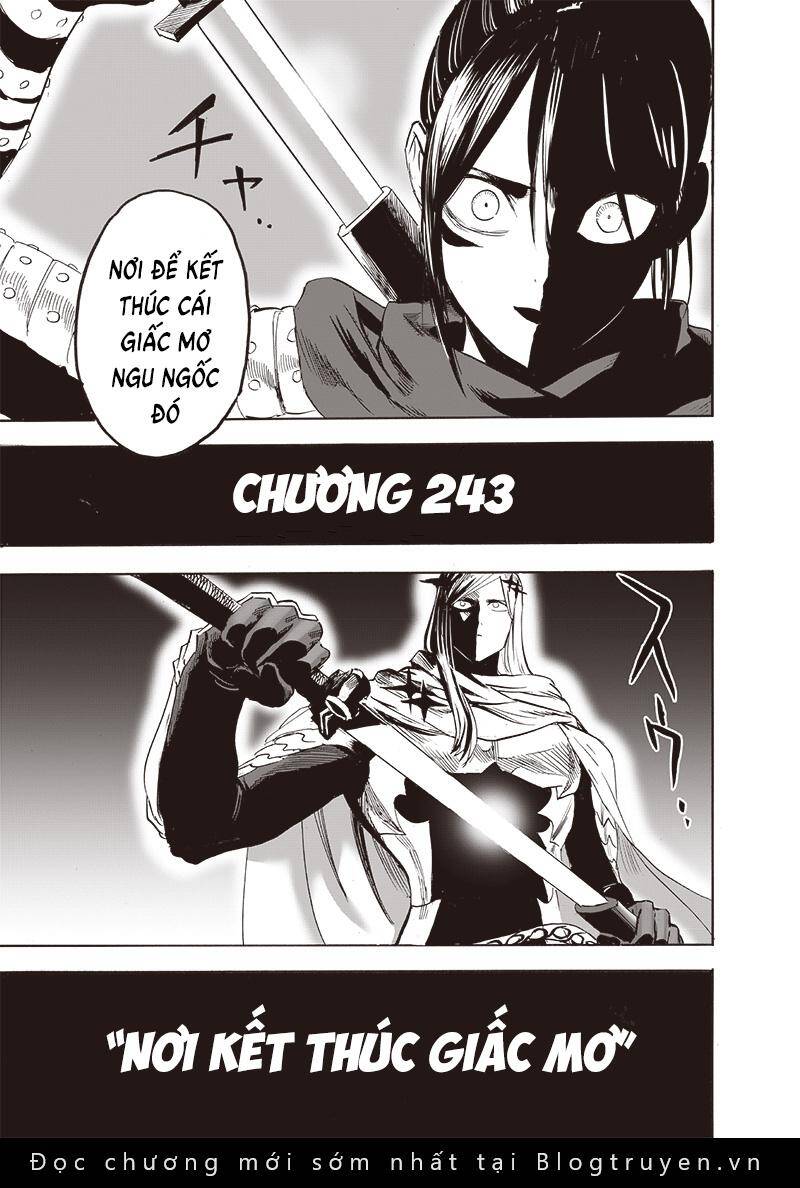 チャ‥
NƠI ĐỂ KẾT
THÚC CÁI
GIẤC MƠ
NGU NGỐC
ĐÓ
CHƯƠNG 243
スゥ‥
"NƠI KẾT THÚC GIẤC MƠ"
Đọc chương mới sớm nhất tại Blogtruyen.vn